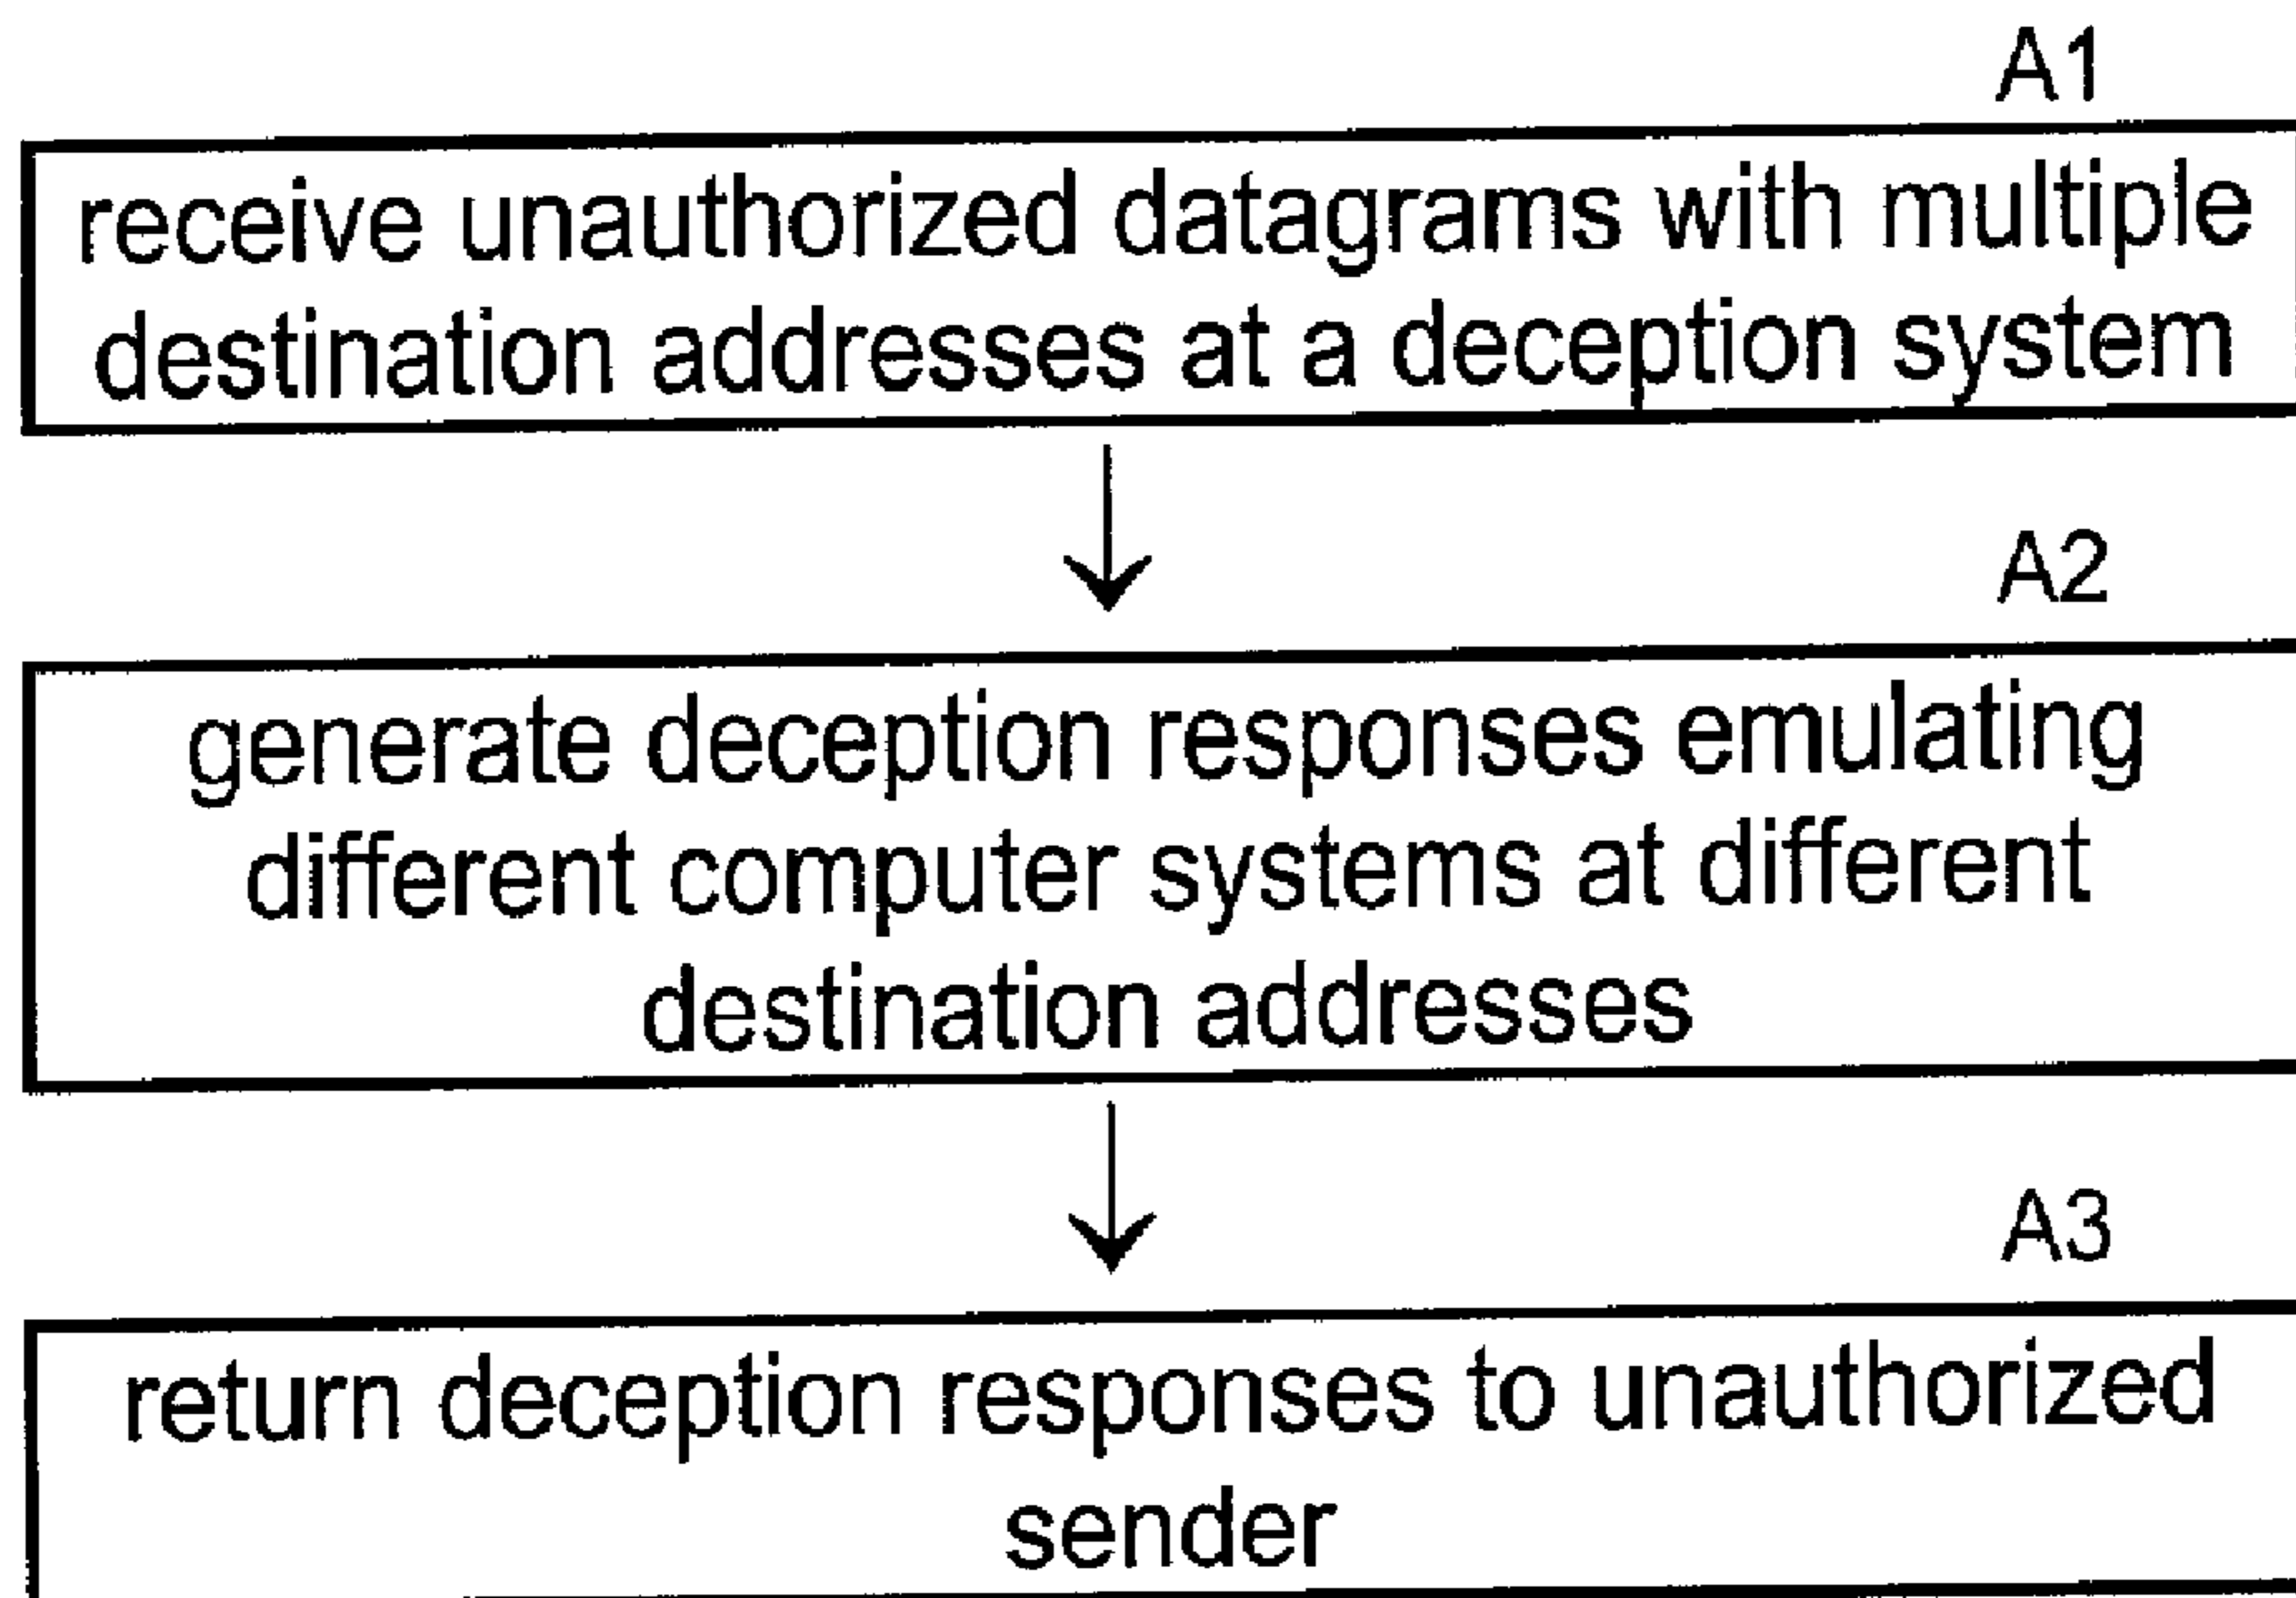 A1
receive unauthorized datagrams with multiple
destination addresses at a deception system
A2
generate deception responses emulating
different computer systems at different
destination addresses
A3
return deception responses to unauthorized
sender